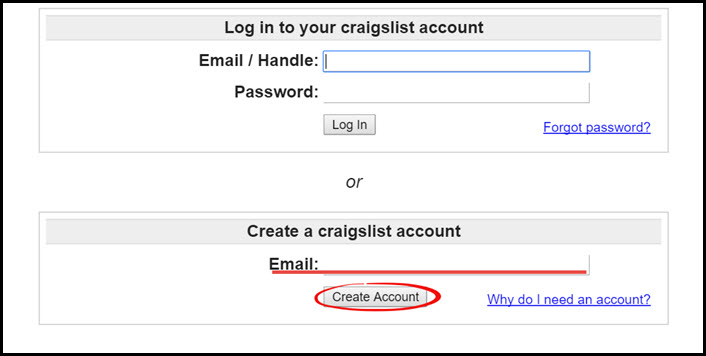 Log in to your craigslist account
Email / Handle:
Password:
Log In
Forgot password?
or
Create a craigslist account
Email:
Create Account
Why do I need an account?